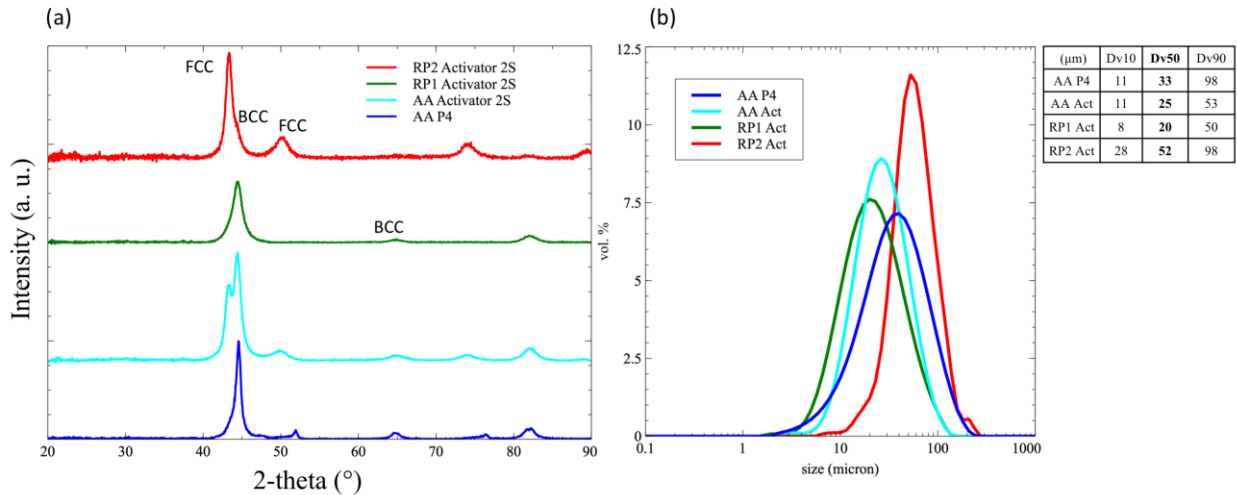 (a)
FCC
BCC
FCC
BCC
RP2 Activator 2S
RP1 Activator 2S
AA Activator 2S
AA P4
Intensity (a. u.)
20 30 40 50 60 70 80 90
2-theta (°)
(b)
12.5
10
7.5
5
2.5
0
vol. %
AA P4
AA Act
RP1 Act
RP2 Act
0.1 1 10 100 1000
size (micron)
(μm) Dv10 Dv50 Dv90
AA P4 11 33 98
AA Act 11 25 53
RP1 Act 8 20 50
RP2 Act 28 52 98